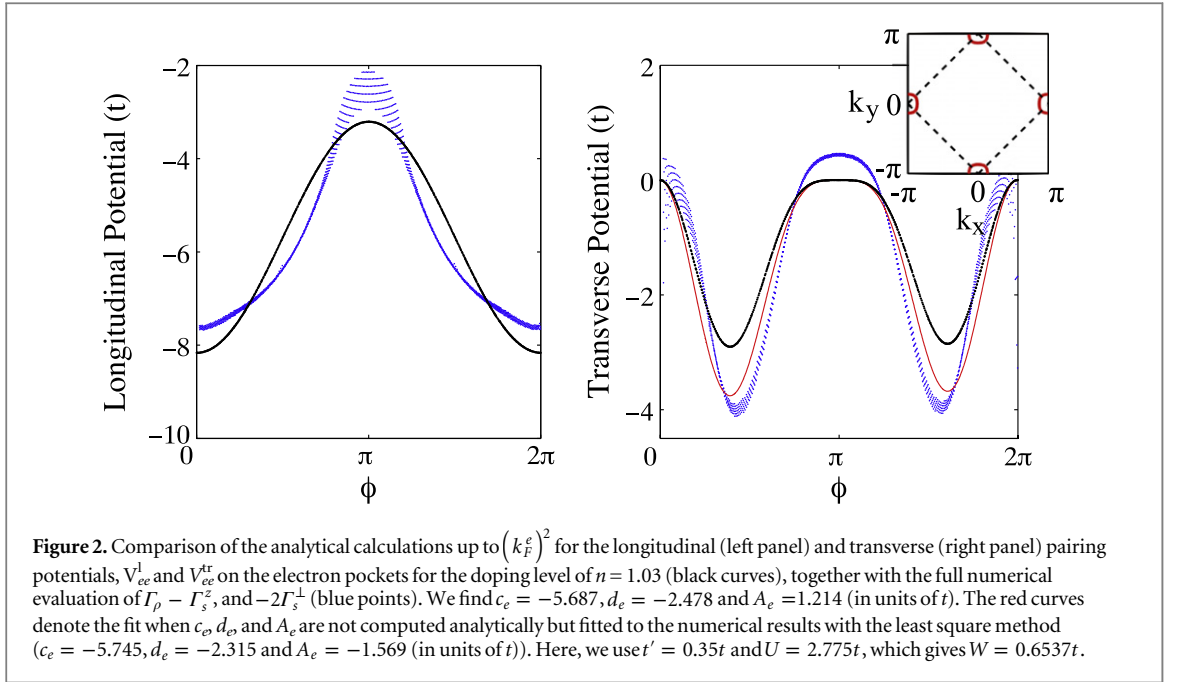 −2
−4
−6
−8
−10
0
π
2π
ϕ
Longitudinal Potential (t)
2
0
−2
−4
0
π
2π
ϕ
Transverse Potential (t)
π
0
-π
k_y
-π
0
π
k_x
Figure 2. Comparison of the analytical calculations up to (k_F^e)^2 for the longitudinal (left panel) and transverse (right panel) pairing
potentials, V_{ee}^l and V_{ee}^{tr} on the electron pockets for the doping level of n = 1.03 (black curves), together with the full numerical
evaluation of Γ_ρ − Γ_s^z, and −2Γ_s^⊥ (blue points). We find c_e = −5.687, d_e = −2.478 and A_e =1.214 (in units of t). The red curves
denote the fit when c_e, d_e, and A_e are not computed analytically but fitted to the numerical results with the least square method
(c_e = −5.745, d_e = −2.315 and A_e = −1.569 (in units of t)). Here, we use t′ = 0.35t and U = 2.775t, which gives W = 0.6537t.